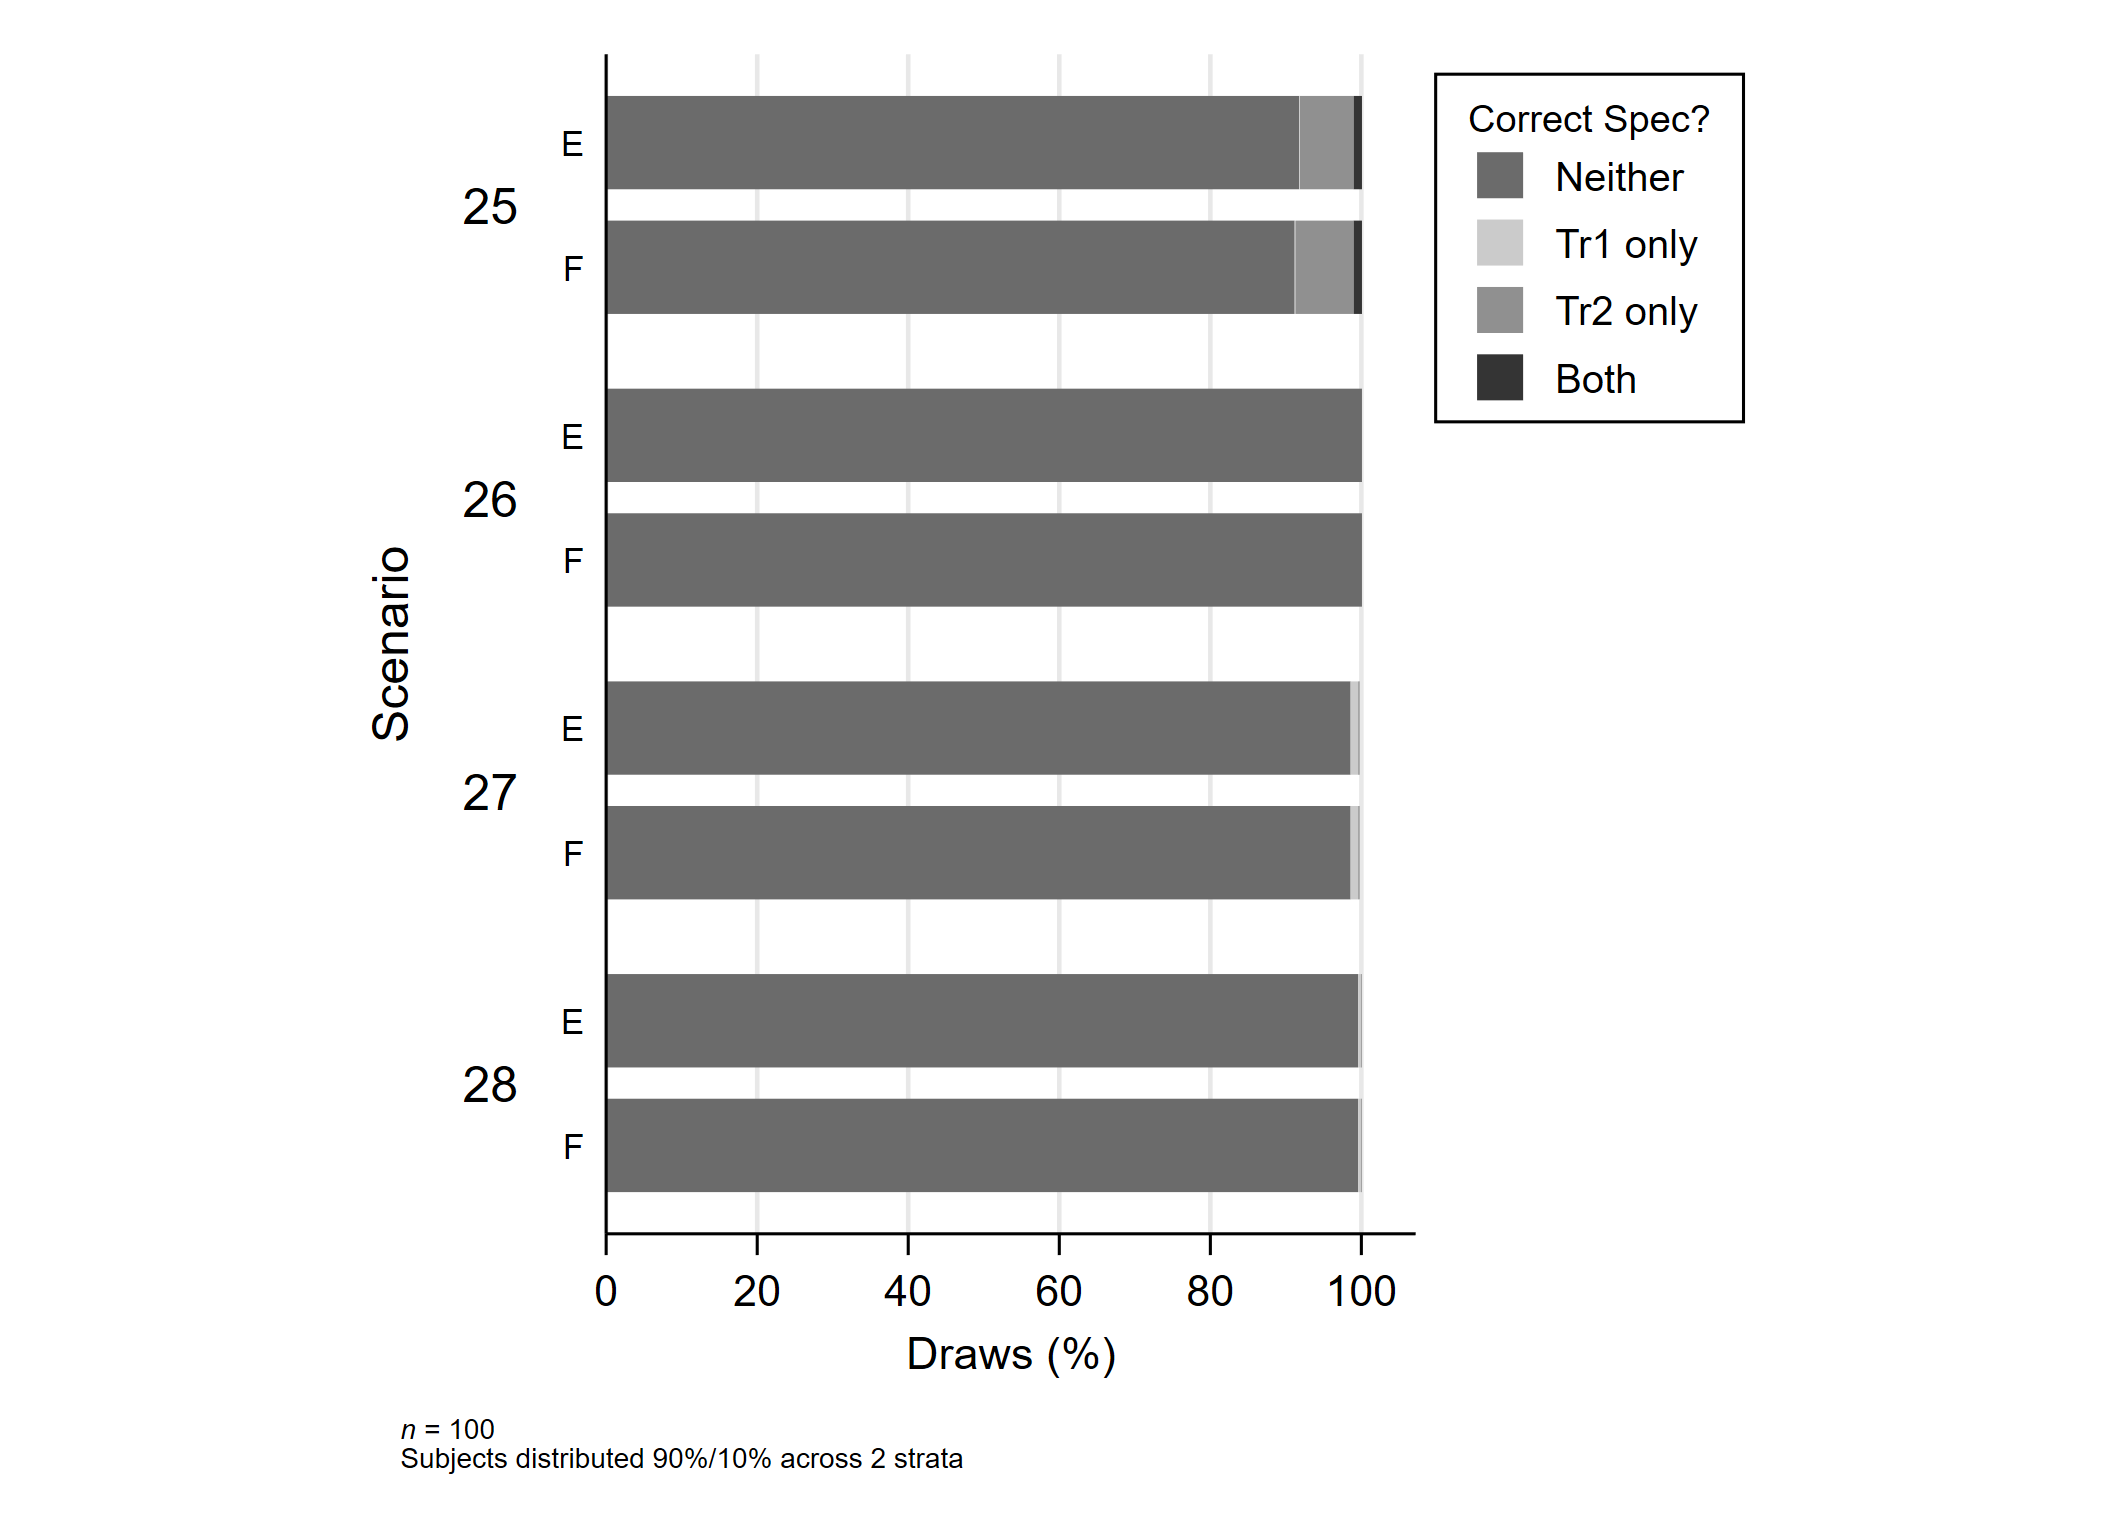 Correct Spec?
Neither
Tr1 only
Tr2 only
Both
Scenario
25
E
F
26
E
F
27
E
F
28
E
F
0 20 40 60 80 100
Draws (%)
n = 100
Subjects distributed 90%/10% across 2 strata